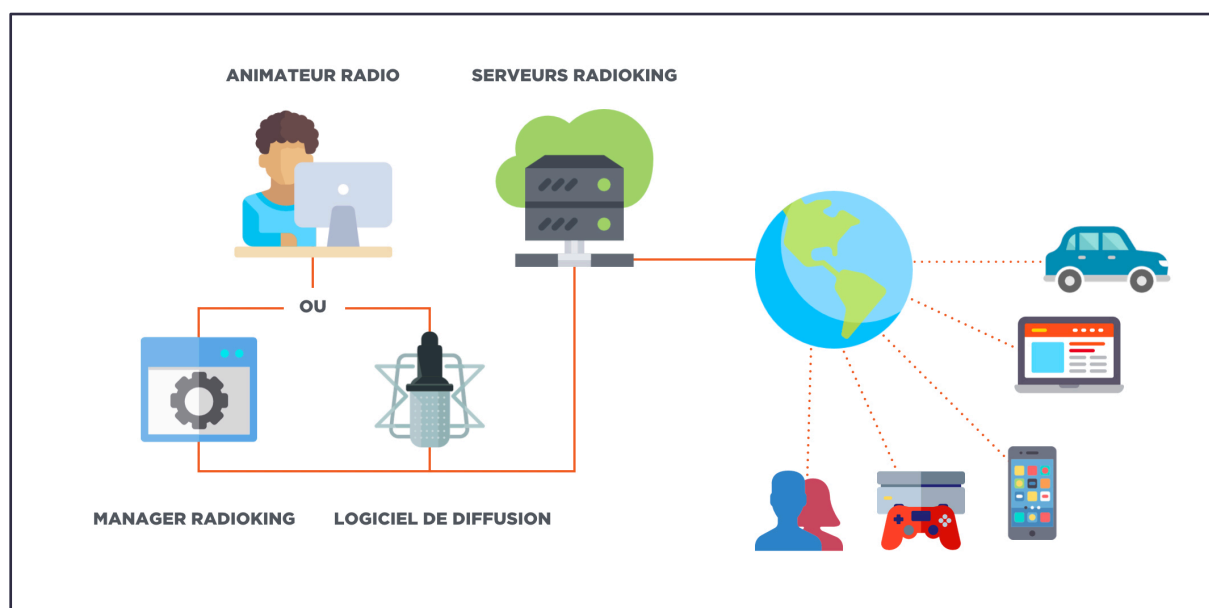 ANIMATEUR RADIO
SERVEURS RADIOKING
OU
MANAGER RADIOKING
LOGICIEL DE DIFFUSION